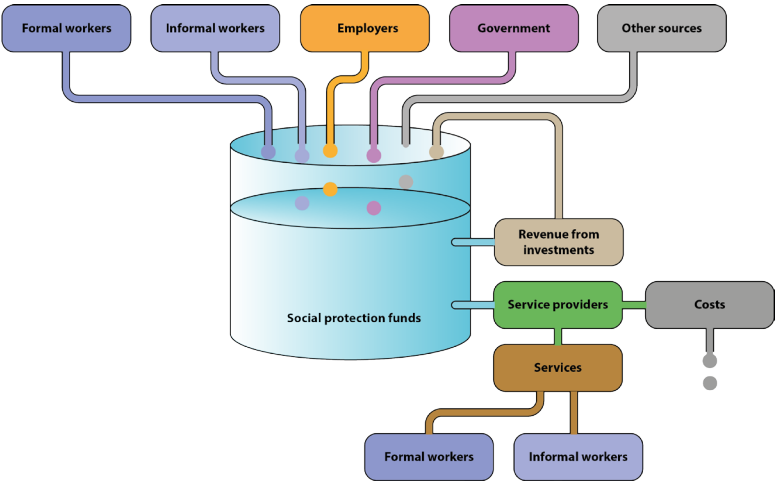 Formal workers
Informal workers
Employers
Government
Other sources
Revenue from
investments
Social protection funds
Service providers
Costs
Services
Formal workers
Informal workers